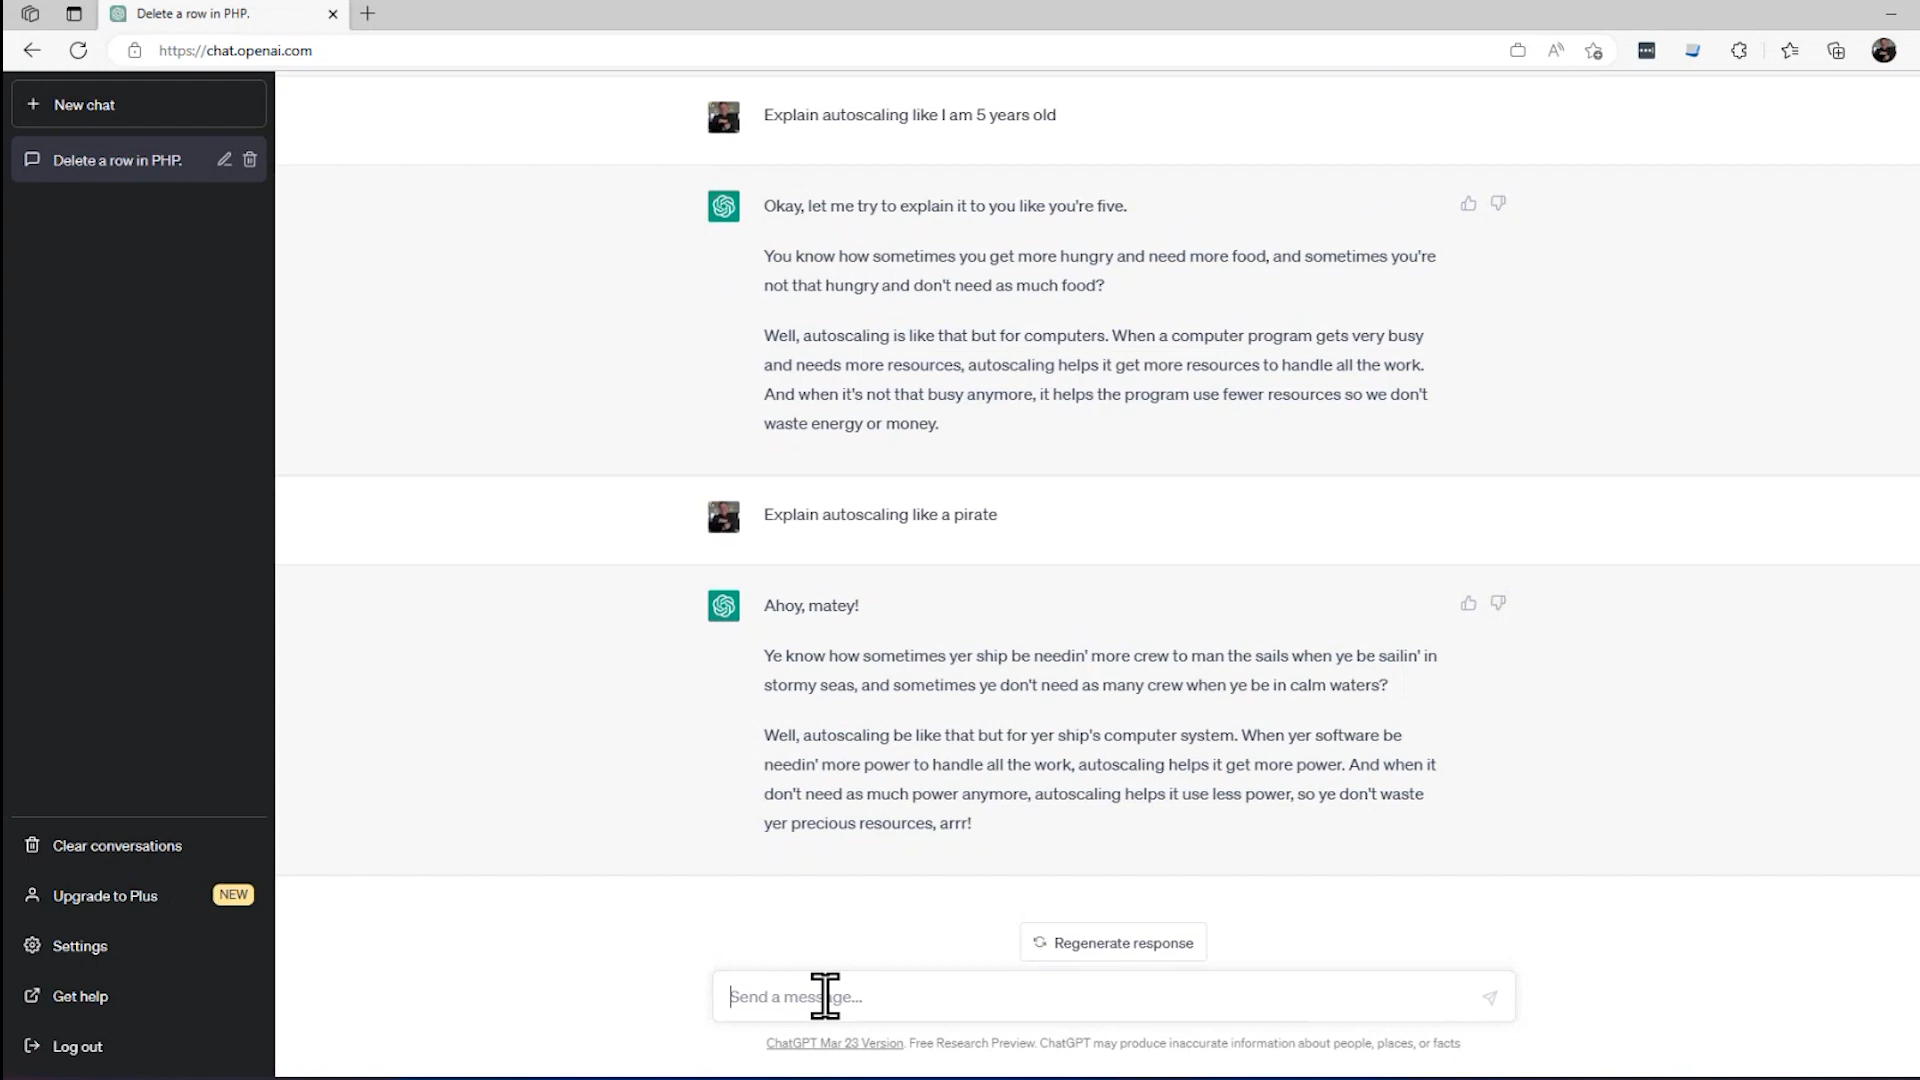 Delete a row in PHP.
https://chat.openai.com
New chat
Delete a row in PHP.
Explain autoscaling like I am 5 years old
Okay, let me try to explain it to you like you're five.
You know how sometimes you get more hungry and need more food, and sometimes you're
not that hungry and don't need as much food?
Well, autoscaling is like that but for computers. When a computer program gets very busy
and needs more resources, autoscaling helps it get more resources to handle all the work.
And when it's not that busy anymore, it helps the program use fewer resources so we don't
waste energy or money.
Explain autoscaling like a pirate
Ahoy, matey!
Ye know how sometimes yer ship be needin' more crew to man the sails when ye be sailin' in
stormy seas, and sometimes ye don't need as many crew when ye be in calm waters?
Well, autoscaling be like that but for yer ship's computer system. When yer software be
needin' more power to handle all the work, autoscaling helps it get more power. And when it
don't need as much power anymore, autoscaling helps it use less power, so ye don't waste
yer precious resources, arrr!
Clear conversations
Upgrade to Plus NEW
Settings
Get help
Log out
Regenerate response
Send a message...
ChatGPT Mar 23 Version. Free Research Preview. ChatGPT may produce inaccurate information about people, places, or facts